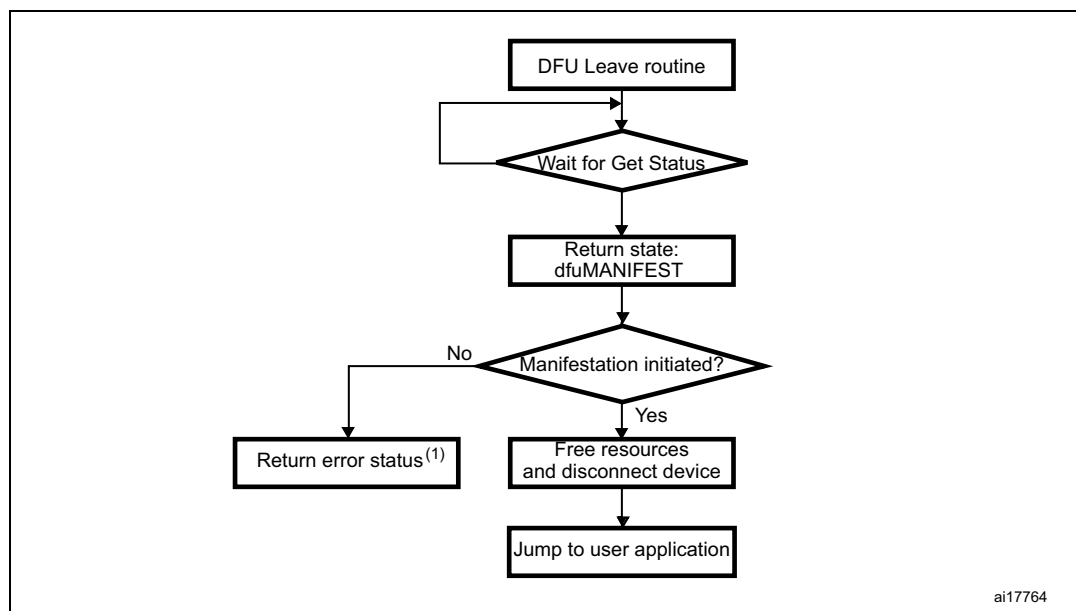 DFU Leave routine
Wait for Get Status
Return state:
dfuMANIFEST
No
Manifestation initiated?
Yes
Return error status(1)
Free resources
and disconnect device
Jump to user application
ai17764